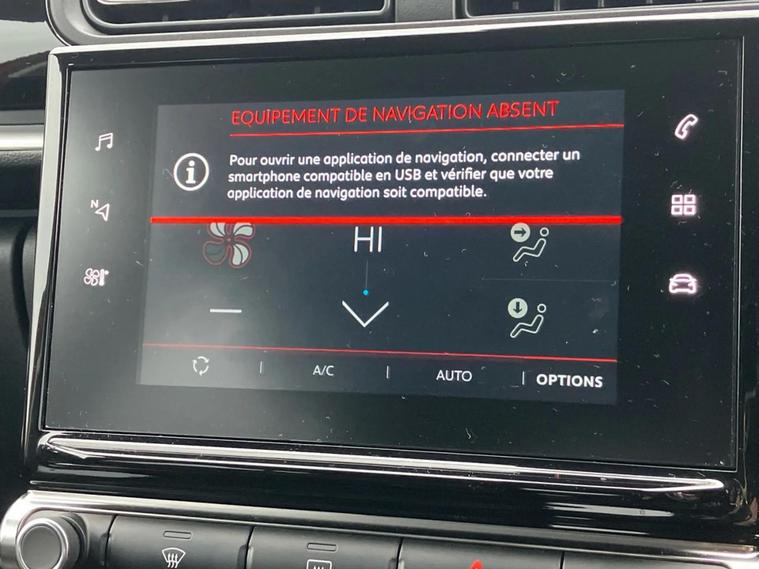 EQUIPEMENT DE NAVIGATION ABSENT
Pour ouvrir une application de navigation, connecter un
smartphone compatible en USB et vérifier que votre
application de navigation soit compatible.
N
HI
A/C
AUTO
OPTIONS